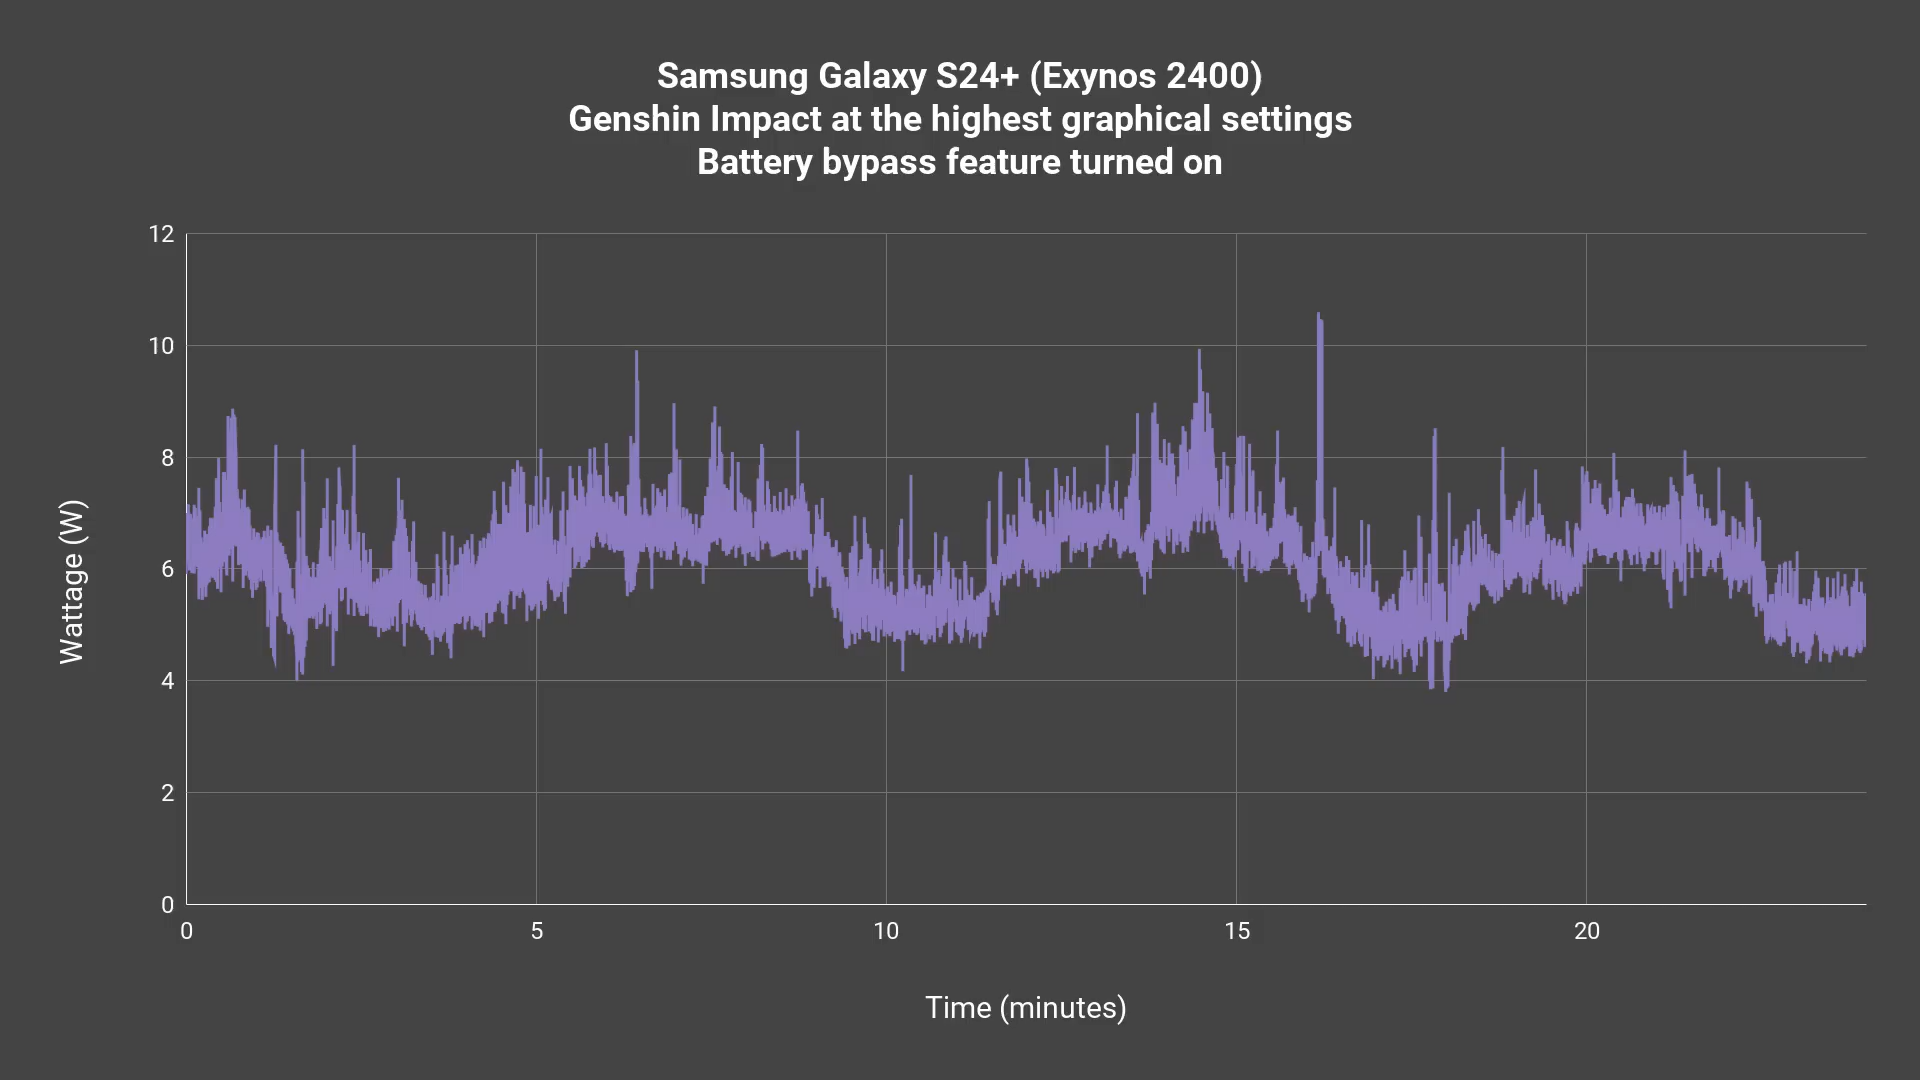 Samsung Galaxy S24+ (Exynos 2400)
Genshin Impact at the highest graphical settings
Battery bypass feature turned on
12
10
8
6
4
2
0
Wattage (W)
0 5 10 15 20
Time (minutes)